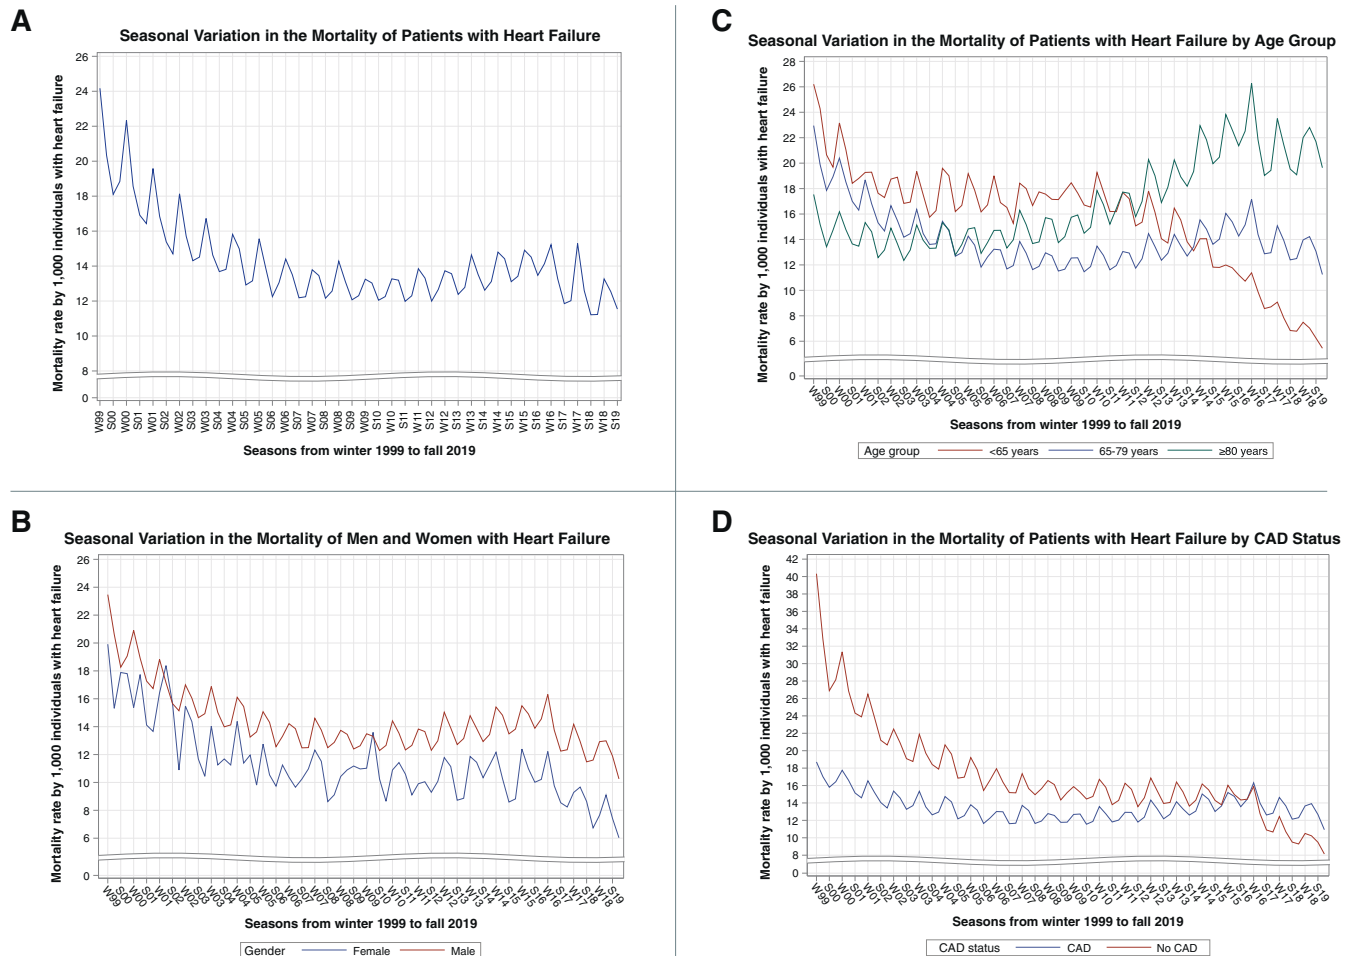 A
Seasonal Variation in the Mortality of Patients with Heart Failure
Mortality rate by 1,000 individuals with heart failure
26
24
22
20
18
16
14
12
10
8
0
W99 S00 W00 S01 W01 S02 W02 S03 W03 S04 W04 S05 W05 S06 W06 S07 W07 S08 W08 S09 W09 S10 W10 S11 W11 S12 W12 S13 W13 S14 W14 S15 W15 S16 W16 S17 W17 S18 W18 S19
Seasons from winter 1999 to fall 2019
C
Seasonal Variation in the Mortality of Patients with Heart Failure by Age Group
Mortality rate by 1,000 individuals with heart failure
28
26
24
22
20
18
16
14
12
8
6
0
W99 S00 W00 S01 W01 S02 W02 S03 W03 S04 W04 S05 W05 S06 W06 S07 W07 S08 W08 S09 W09 S10 W10 S11 W11 S12 W12 S13 W13 S14 W14 S15 W15 S16 W16 S17 W17 S18 W18 S19
Seasons from winter 1999 to fall 2019
Age group <65 years 65-79 years ≥80 years
B
Seasonal Variation in the Mortality of Men and Women with Heart Failure
Mortality rate by 1,000 individuals with heart failure
26
24
22
20
18
16
14
12
10
8
6
0
W99 S00 W00 S01 W01 S02 W02 S03 W03 S04 W04 S05 W05 S06 W06 S07 W07 S08 W08 S09 W09 S10 W10 S11 W11 S12 W12 S13 W13 S14 W14 S15 W15 S16 W16 S17 W17 S18 W18 S19
Seasons from winter 1999 to fall 2019
Gender Female Male
D
Seasonal Variation in the Mortality of Patients with Heart Failure by CAD Status
Mortality rate by 1,000 individuals with heart failure
42
40
38
36
34
32
28
26
24
22
20
18
16
14
12
10
8
0
W99 S00 W00 S01 W01 S02 W02 S03 W03 S04 W04 S05 W05 S06 W06 S07 W07 S08 W08 S09 W09 S10 W10 S11 W11 S12 W12 S13 W13 S14 W14 S15 W15 S16 W16 S17 W17 S18 W18 S19
Seasons from winter 1999 to fall 2019
CAD status CAD No CAD